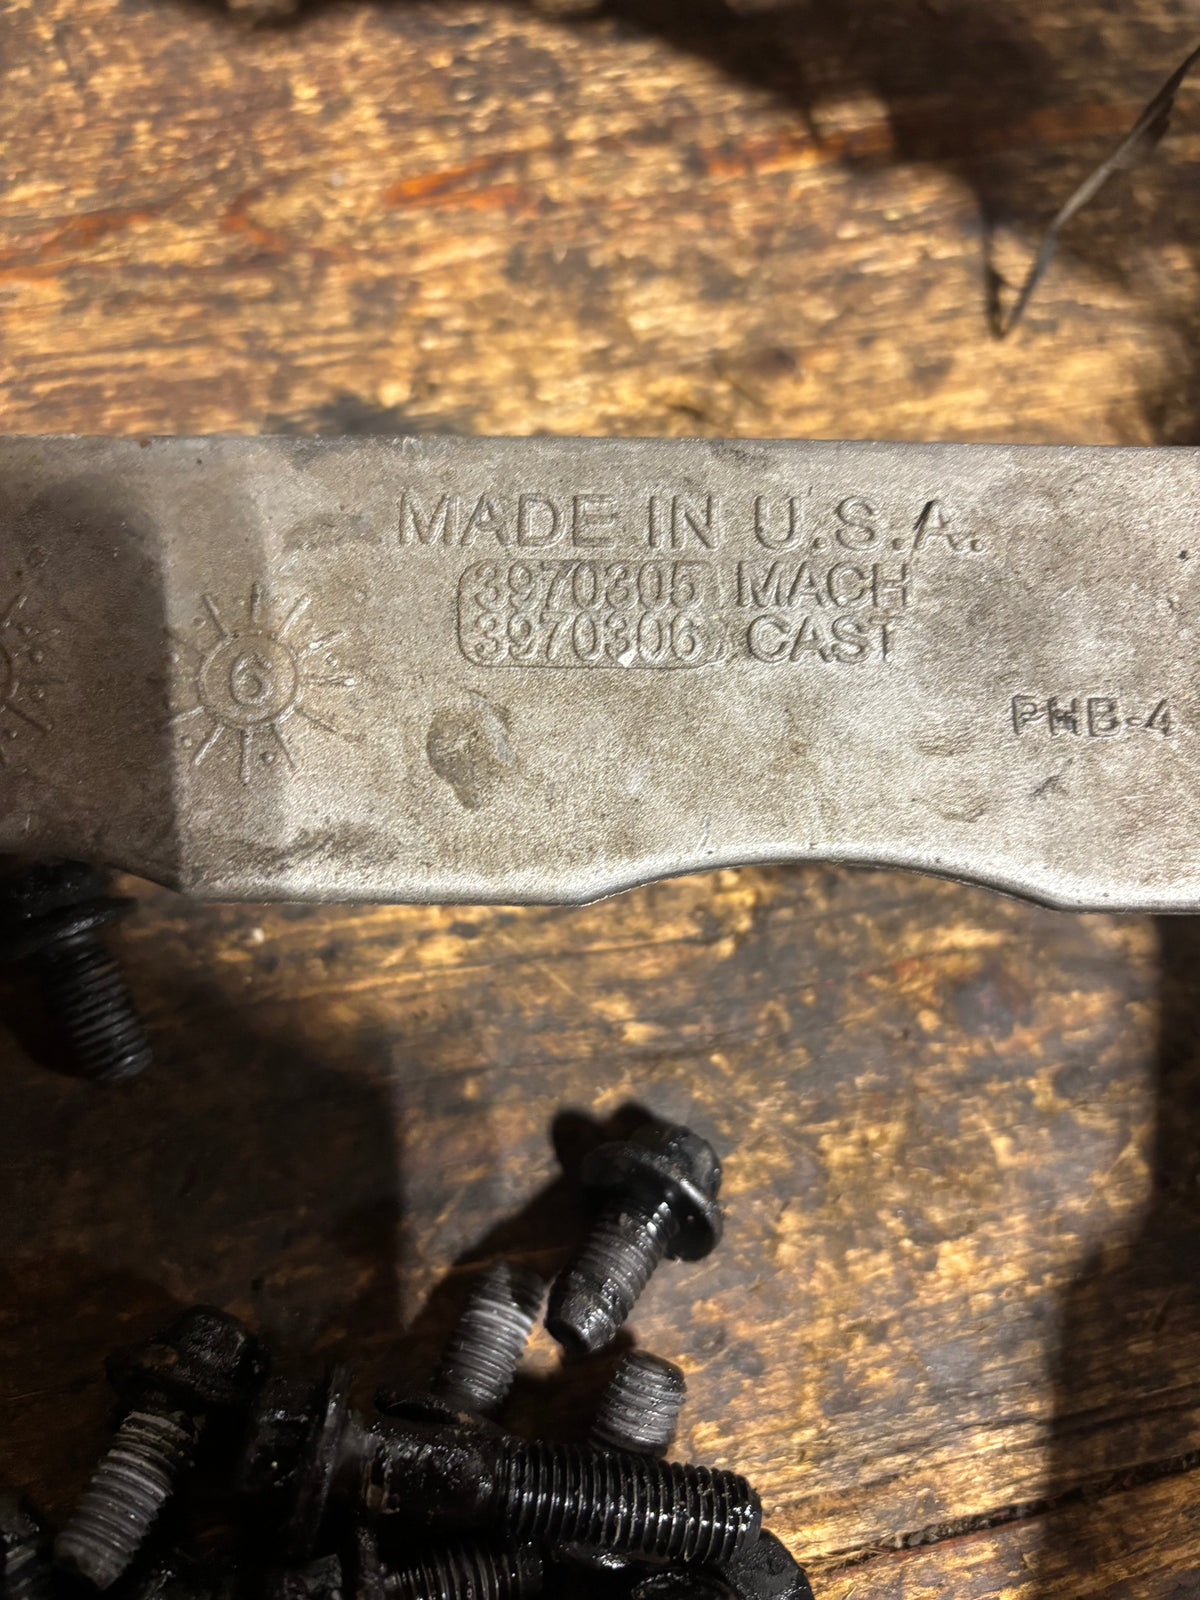 MADE IN U.S.A.
3970305 MACH
3970306 CAST
6
PHB-4